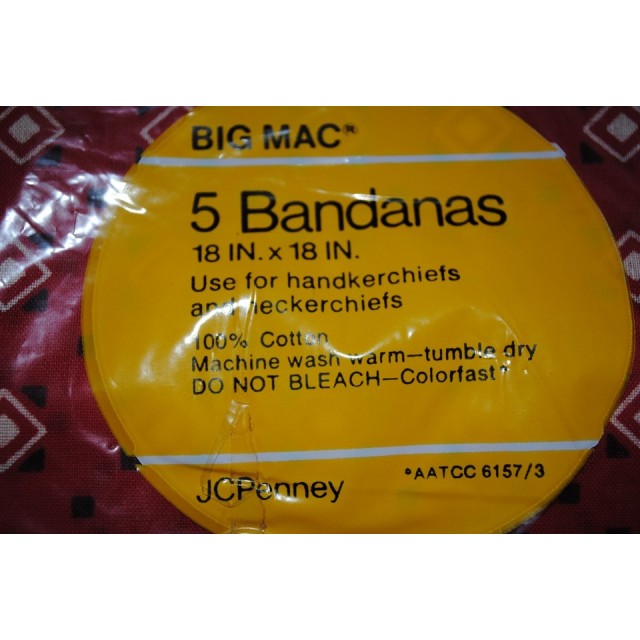 BIG MAC®
5 Bandanas
18 IN. x 18 IN.
Use for handkerchiefs
and neckerchiefs
100% Cotton
Machine wash warm—tumble dry
DO NOT BLEACH—Colorfast*
JCPenney
*AATCC 6157/3